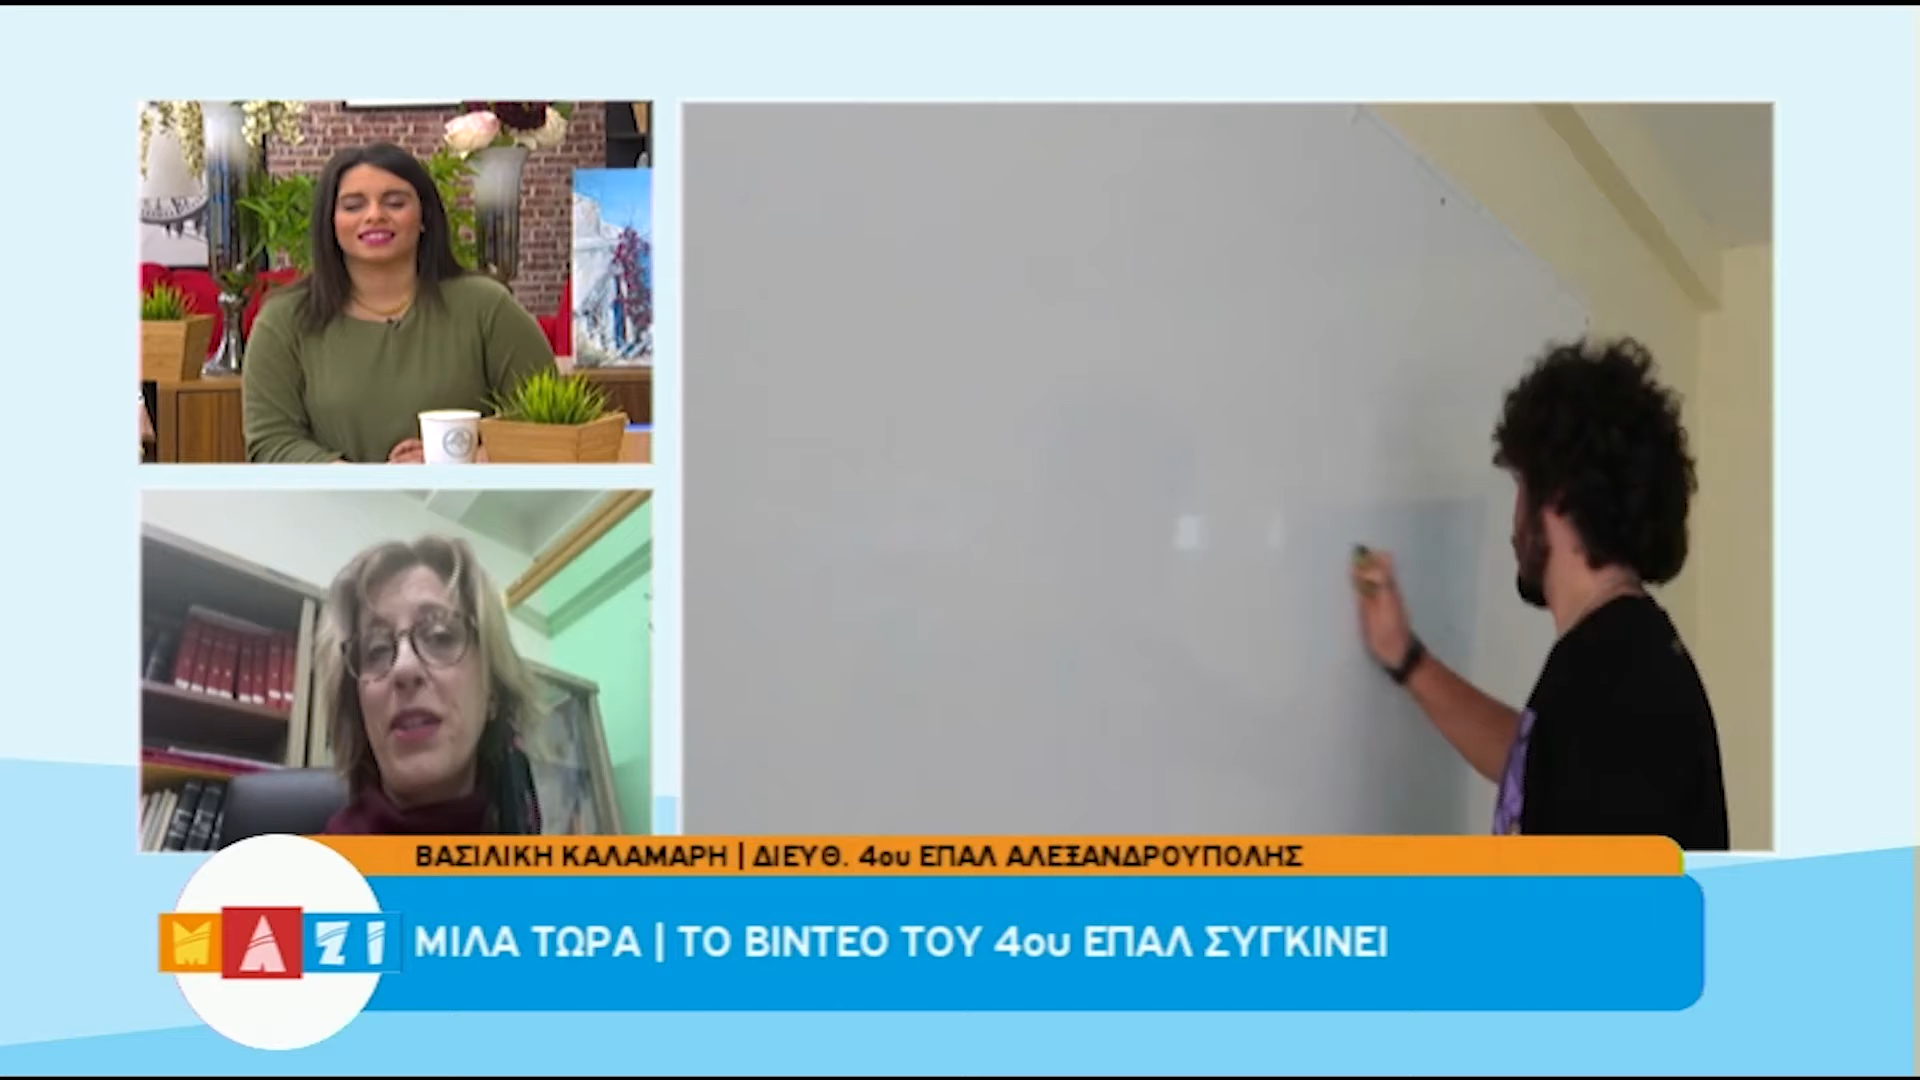 ΒΑΣΙΛΙΚΗ ΚΑΛΑΜΑΡΗ | ΔΙΕΥΘ. 4ου ΕΠΑΛ ΑΛΕΞΑΝΔΡΟΥΠΟΛΗΣ
ΜΑΖΙ
ΜΙΛΑ ΤΩΡΑ | ΤΟ ΒΙΝΤΕΟ ΤΟΥ 4ου ΕΠΑΛ ΣΥΓΚΙΝΕΙ